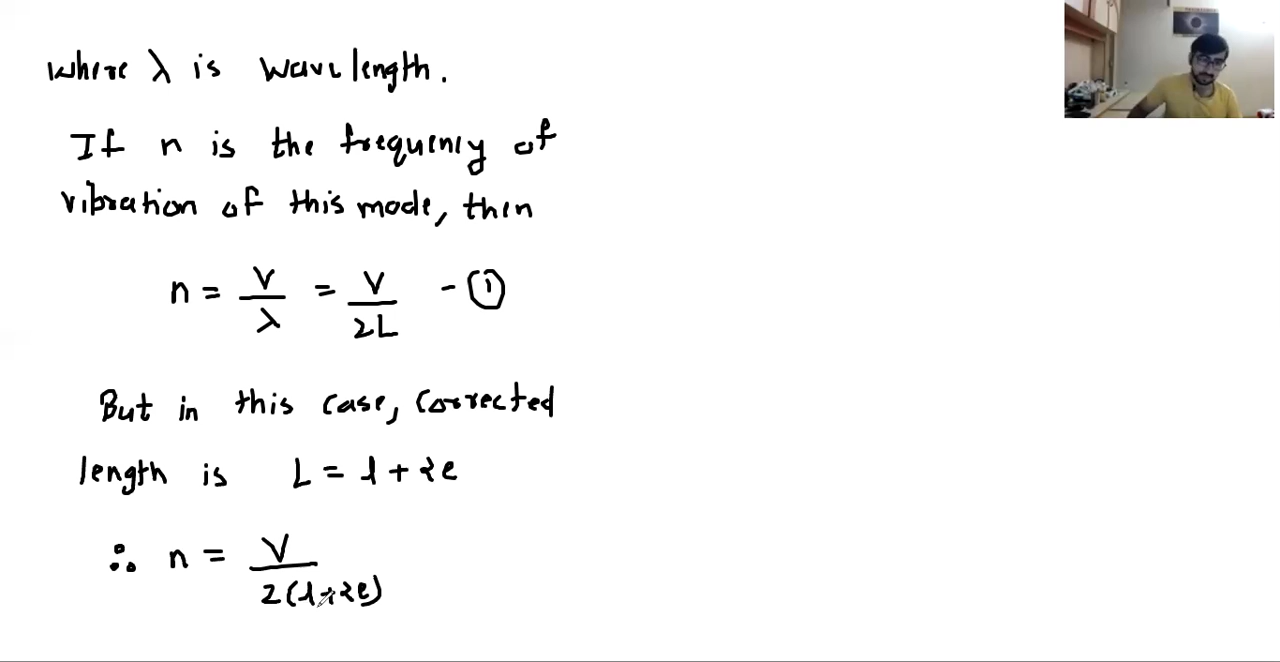 where λ is wavelength.
If n is the frequency of
vibration of this mode, then
n = V/λ = V/2L - ①
But in this case, corrected
length is L = l + 2e
∴ n = V/2(l+2e)